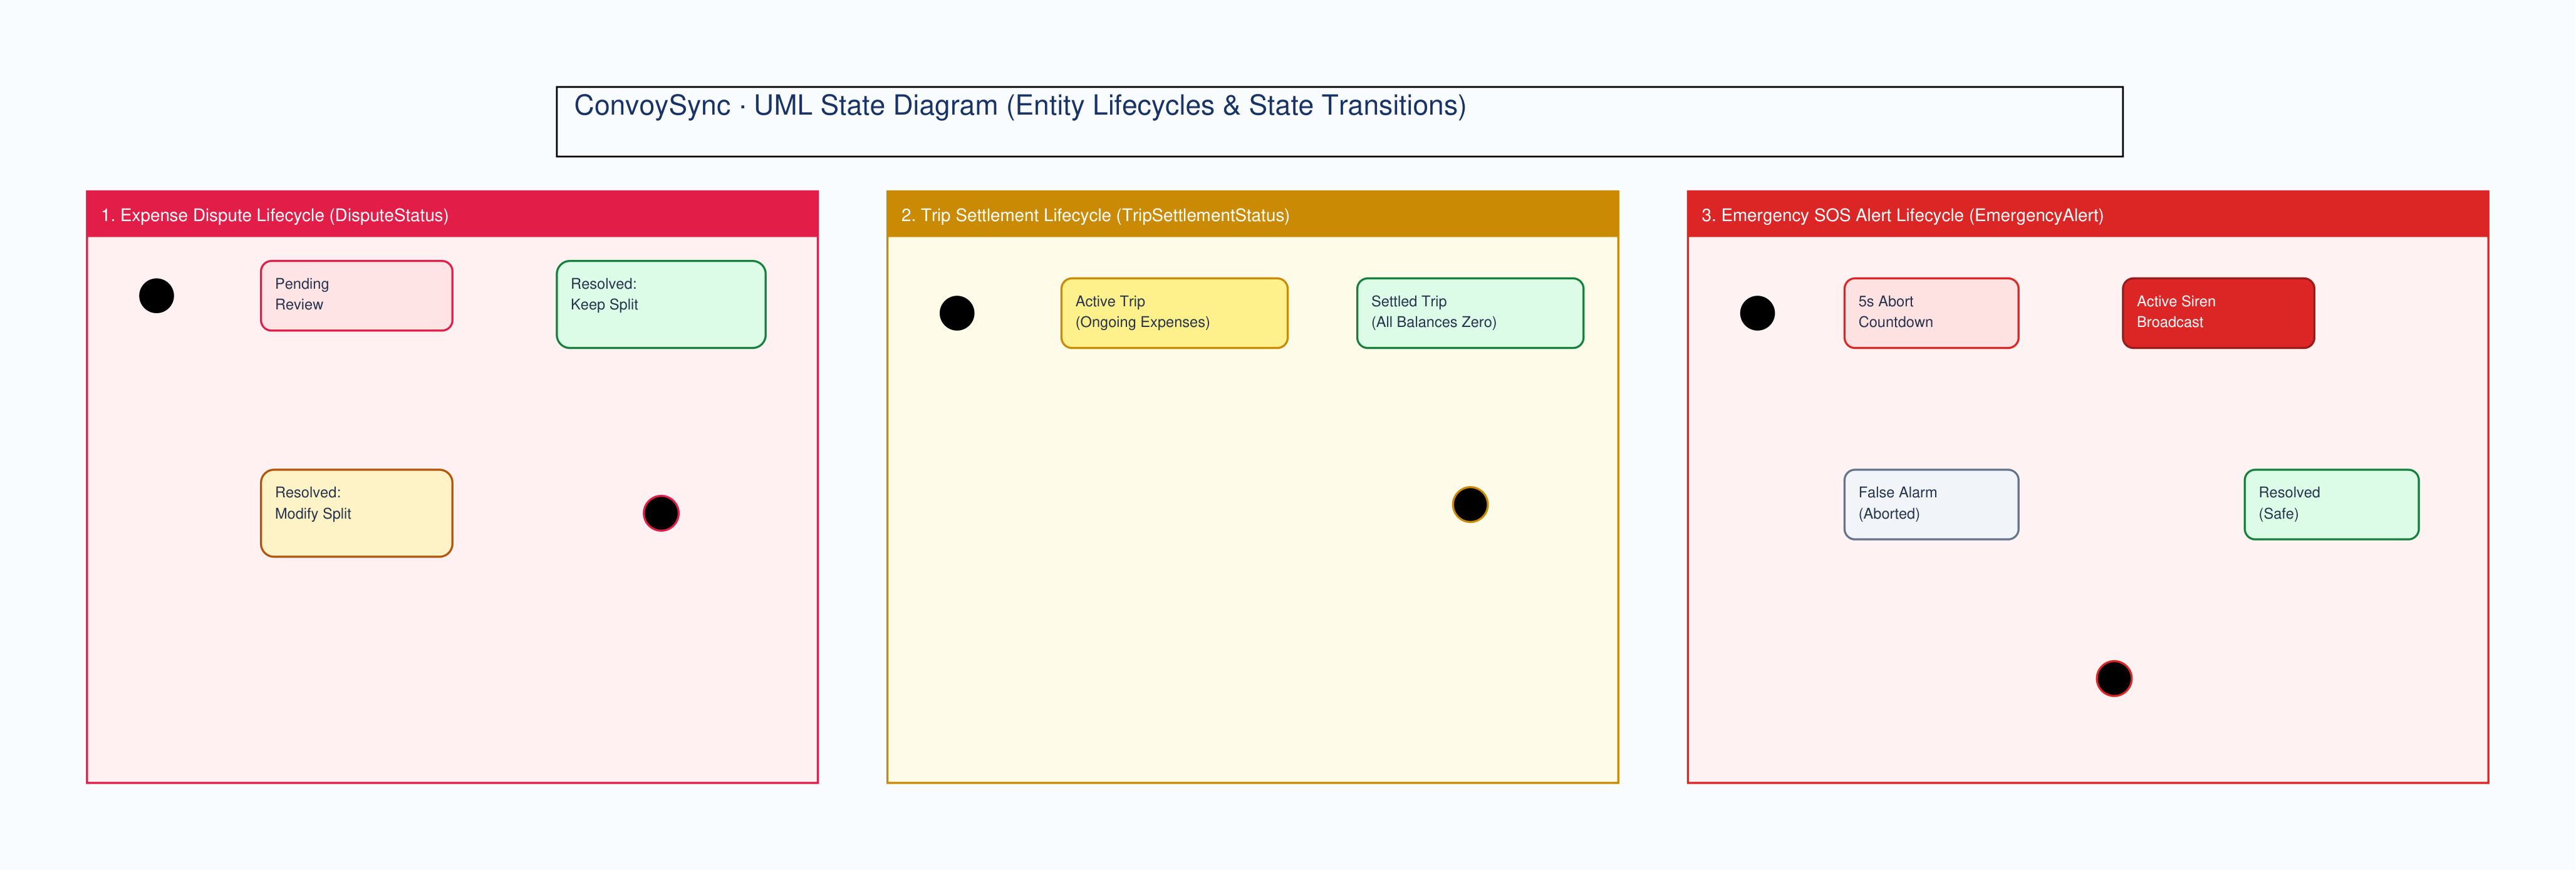 ConvoySync · UML State Diagram (Entity Lifecycles & State Transitions)
1. Expense Dispute Lifecycle (DisputeStatus)
Pending
Review
Resolved:
Keep Split
Resolved:
Modify Split
2. Trip Settlement Lifecycle (TripSettlementStatus)
Active Trip
(Ongoing Expenses)
Settled Trip
(All Balances Zero)
3. Emergency SOS Alert Lifecycle (EmergencyAlert)
5s Abort
Countdown
Active Siren
Broadcast
False Alarm
(Aborted)
Resolved
(Safe)